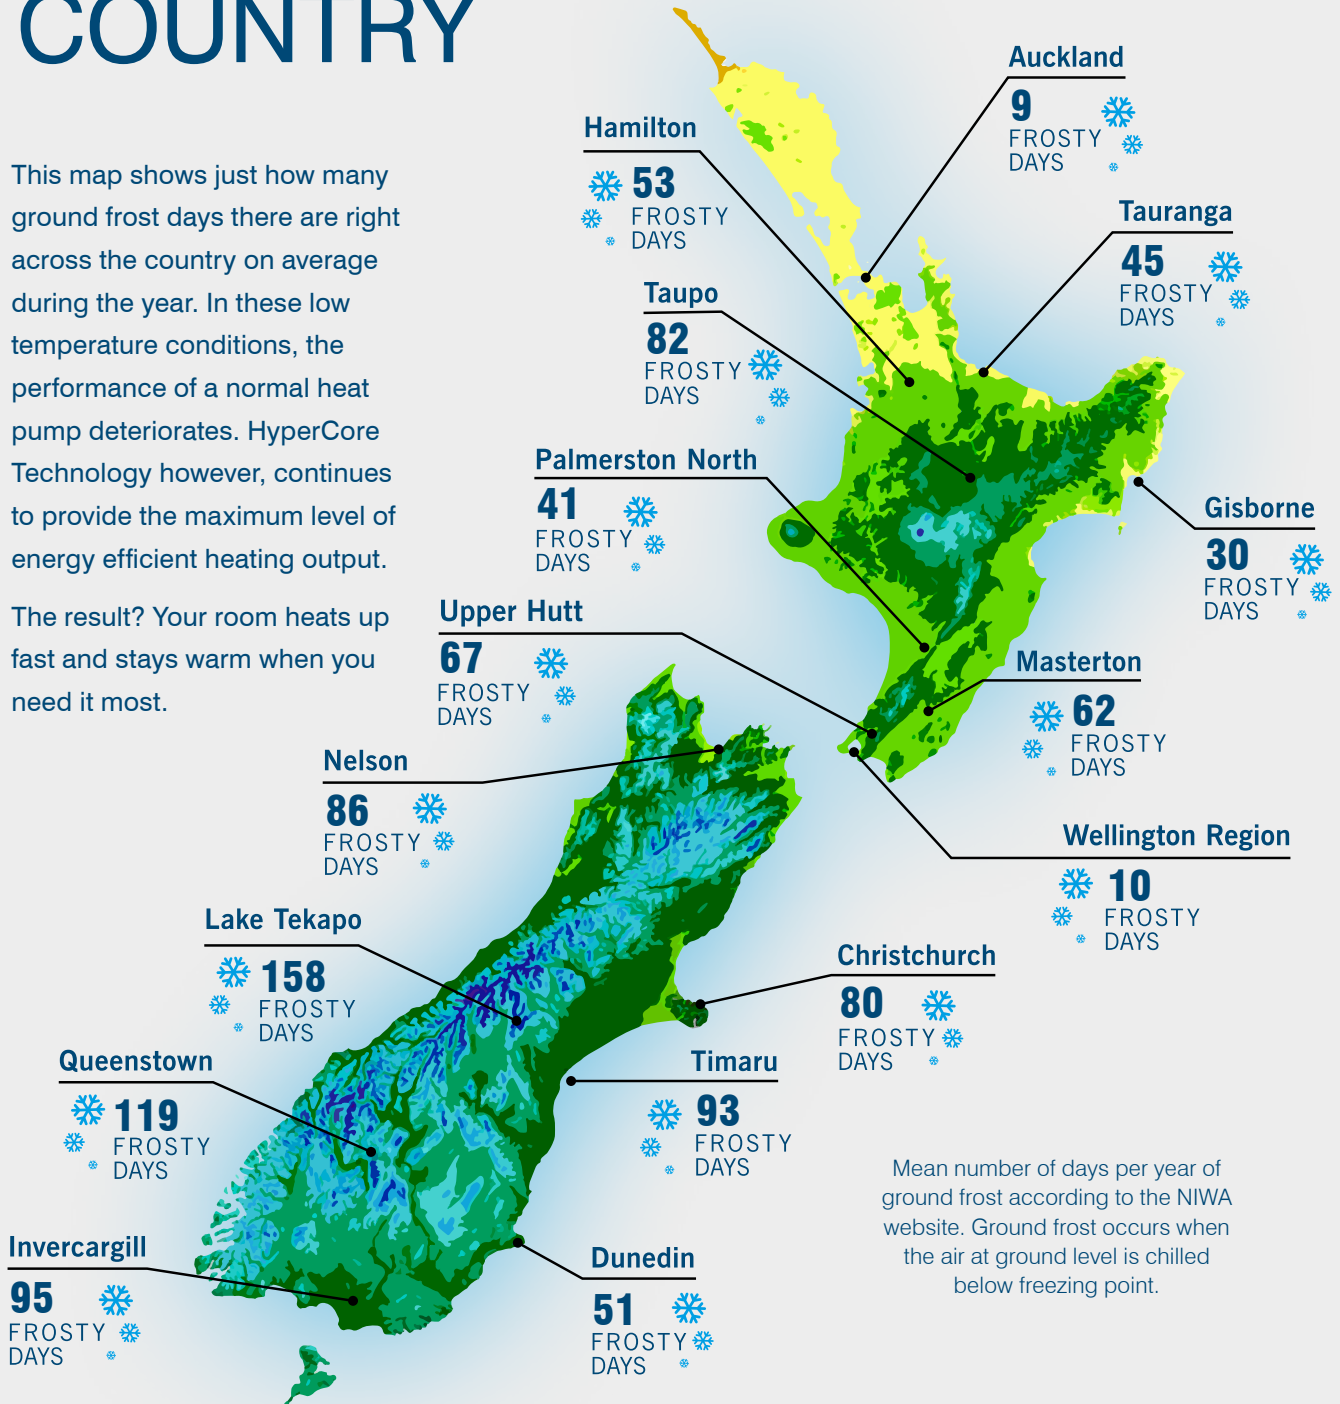 COUNTRY
This map shows just how many
ground frost days there are right
across the country on average
during the year. In these low
temperature conditions, the
performance of a normal heat
pump deteriorates. HyperCore
Technology however, continues
to provide the maximum level of
energy efficient heating output.
The result? Your room heats up
fast and stays warm when you
need it most.
Auckland
9
FROSTY
DAYS
Hamilton
53
FROSTY
DAYS
Tauranga
45
FROSTY
DAYS
Taupo
82
FROSTY
DAYS
Palmerston North
41
FROSTY
DAYS
Gisborne
30
FROSTY
DAYS
Upper Hutt
67
FROSTY
DAYS
Masterton
62
FROSTY
DAYS
Nelson
86
FROSTY
DAYS
Wellington Region
10
FROSTY
DAYS
Lake Tekapo
158
FROSTY
DAYS
Christchurch
80
FROSTY
DAYS
Queenstown
119
FROSTY
DAYS
Timaru
93
FROSTY
DAYS
Invercargill
95
FROSTY
DAYS
Dunedin
51
FROSTY
DAYS
Mean number of days per year of
ground frost according to the NIWA
website. Ground frost occurs when
the air at ground level is chilled
below freezing point.